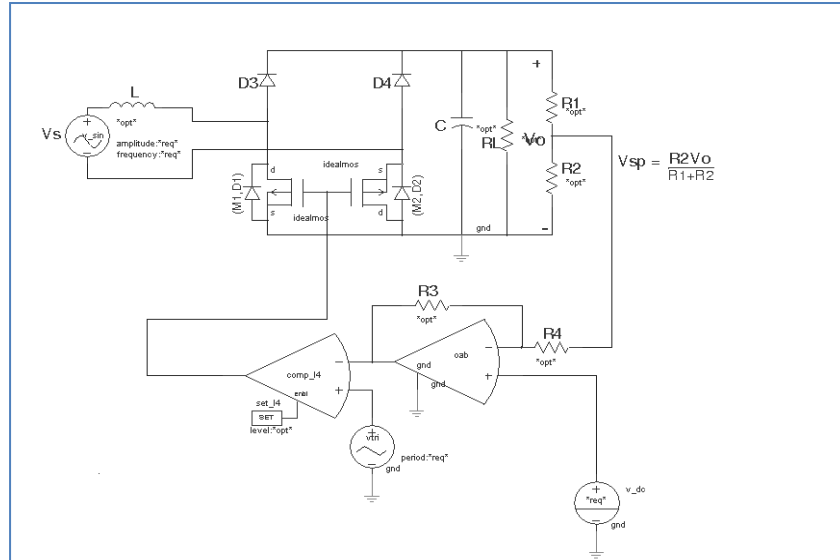 D3
D4
L
*opt*
Vs
v_sin
amplitude:*req*
frequency:*req*
+
-
C
*opt*
RL
Vo
+
R1
*opt*
R2
*opt*
-
Vsp = R2Vo
R1+R2
(M1,D1)
d
s
idealmos
idealmos
s
d
(M2,D2)
gnd
R3
*opt*
R4
*opt*
-
+
oab
gnd
gnd
-
+
comp_l4
enbl
set_l4
SET
level:*opt*
+
vtri
-
gnd
period:*req*
+
*req*
-
v_dc
gnd